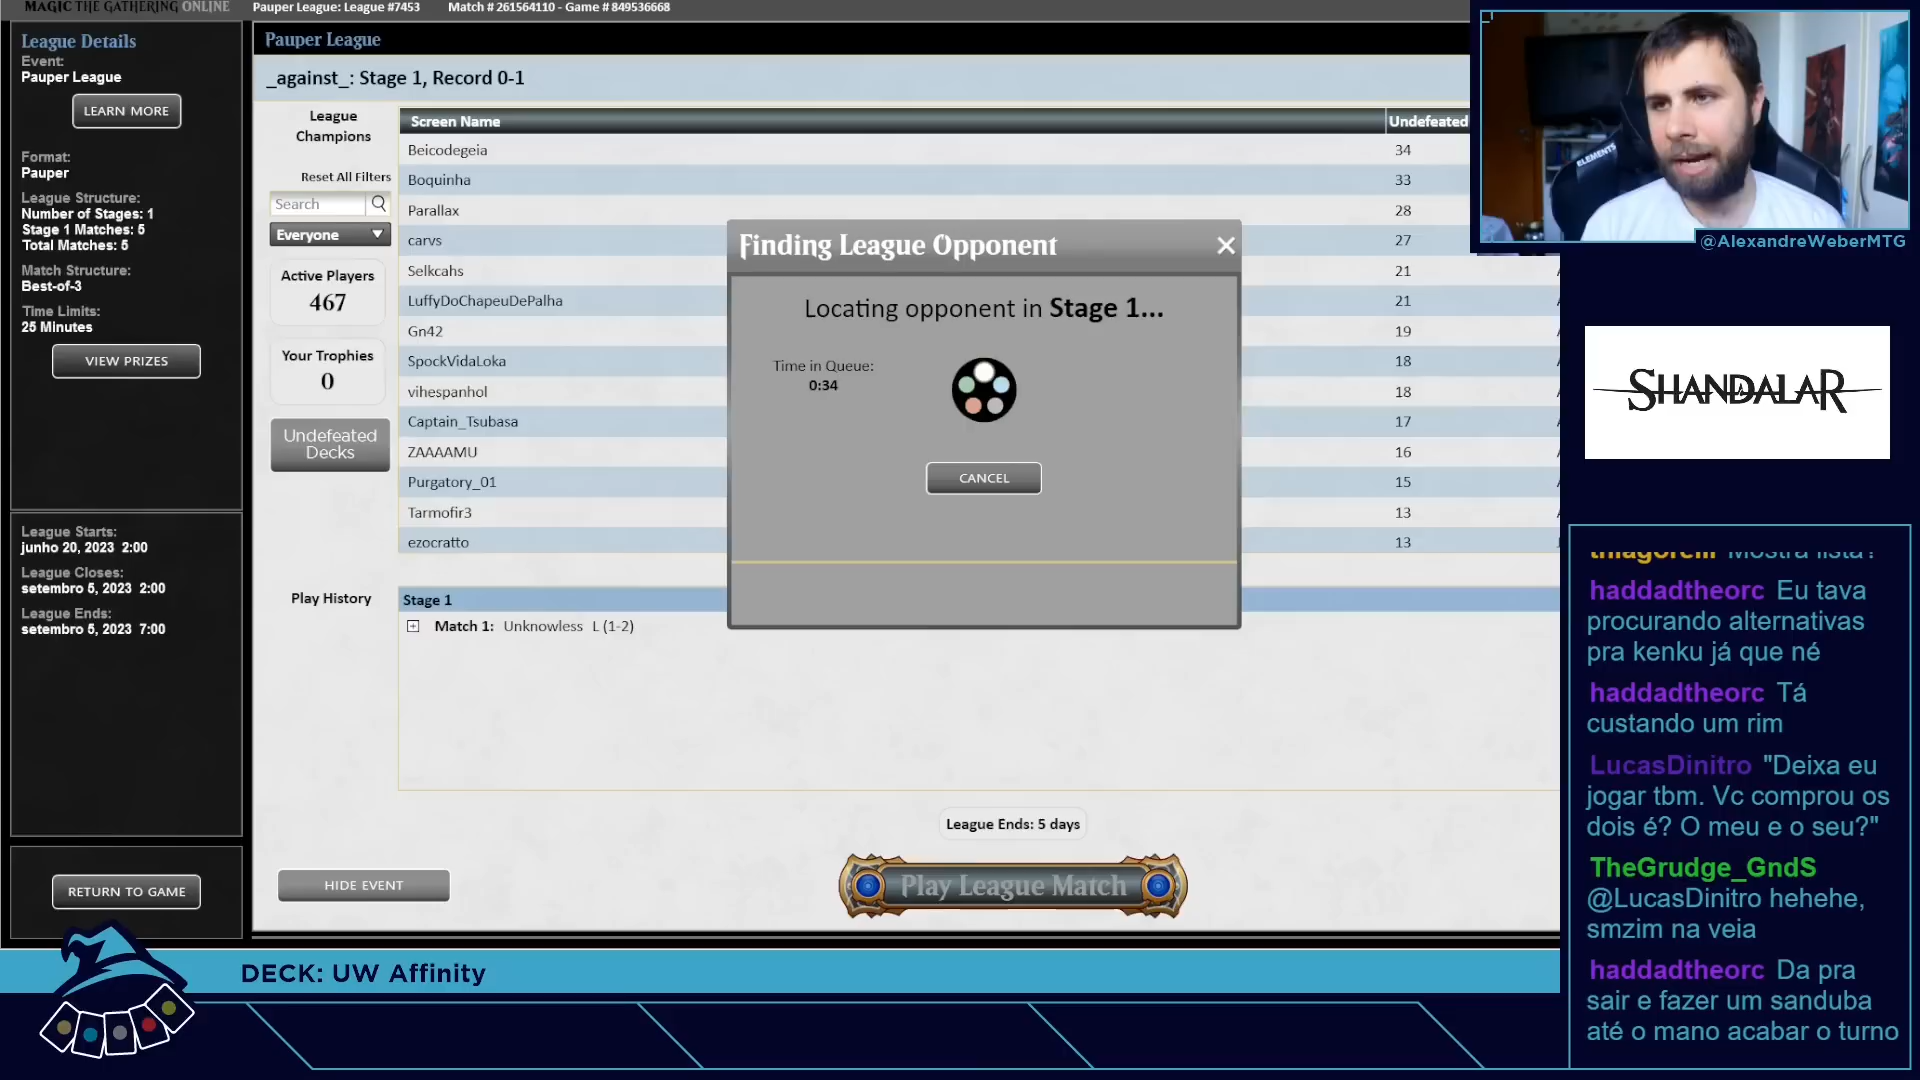 MAGIC THE GATHERING ONLINE
Pauper League: League #7453 Match # 261564110 - Game # 849536668
League Details
Event:
Pauper League
LEARN MORE
Format:
Pauper
League Structure:
Number of Stages: 1
Stage 1 Matches: 5
Total Matches: 5
Match Structure:
Best-of-3
Time Limits:
25 Minutes
VIEW PRIZES
League Starts:
junho 20, 2023 2:00
League Closes:
setembro 5, 2023 2:00
League Ends:
setembro 5, 2023 7:00
RETURN TO GAME
Pauper League
_against_: Stage 1, Record 0-1
League
Champions
Reset All Filters
Search
Everyone
Active Players
467
Your Trophies
0
Undefeated
Decks
Screen Name Undefeated
Beicodegeia 34
Boquinha 33
Parallax 28
carvs 27
Selkcahs 21
LuffyDoChapeuDePalha 21
Gn42 19
SpockVidaLoka 18
vihespanhol 18
Captain_Tsubasa 17
ZAAAAMU 16
Purgatory_01 15
Tarmofir3 13
ezocratto 13
Finding League Opponent
Locating opponent in Stage 1...
Time in Queue:
0:34
CANCEL
Play History
Stage 1
Match 1: Unknowless L (1-2)
League Ends: 5 days
HIDE EVENT
Play League Match
DECK: UW Affinity
ELEMENTS
@AlexandreWeberMTG
SHANDALAR
thiagorelli Mostra lista?
haddadtheorc Eu tava
procurando alternativas
pra kenku já que né
haddadtheorc Tá
custando um rim
LucasDinitro "Deixa eu
jogar tbm. Vc comprou os
dois é? O meu e o seu?"
TheGrudge_GndS
@LucasDinitro hehehe,
smzim na veia
haddadtheorc Da pra
sair e fazer um sanduba
até o mano acabar o turno